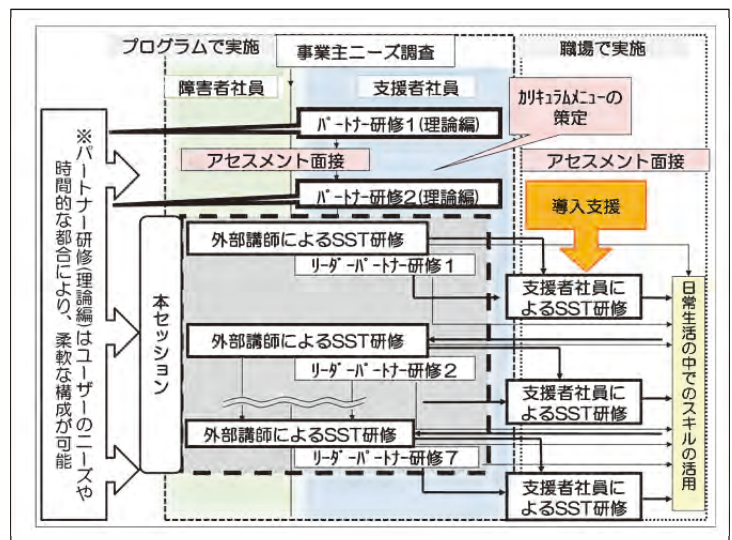 プログラムで実施
事業主ニーズ調査
職場で実施
障害者社員
支援者社員
※パートナー研修(理論編)はユーザーのニーズや
時間的な都合により、柔軟な構成が可能
ﾊﾟｰﾄﾅｰ研修1(理論編)
ｶﾘｷｭﾗﾑﾒﾆｭｰの
策定
アセスメント面接
アセスメント面接
ﾊﾟｰﾄﾅｰ研修2(理論編)
導入支援
本セッション
外部講師によるSST研修
ﾘｰﾀﾞｰﾊﾟｰﾄﾅｰ研修1
支援者社員に
よるSST研修
外部講師によるSST研修
ﾘｰﾀﾞｰﾊﾟｰﾄﾅｰ研修2
支援者社員に
よるSST研修
外部講師によるSST研修
ﾘｰﾀﾞｰﾊﾟｰﾄﾅｰ研修7
支援者社員に
よるSST研修
日常生活の中でのスキルの活用